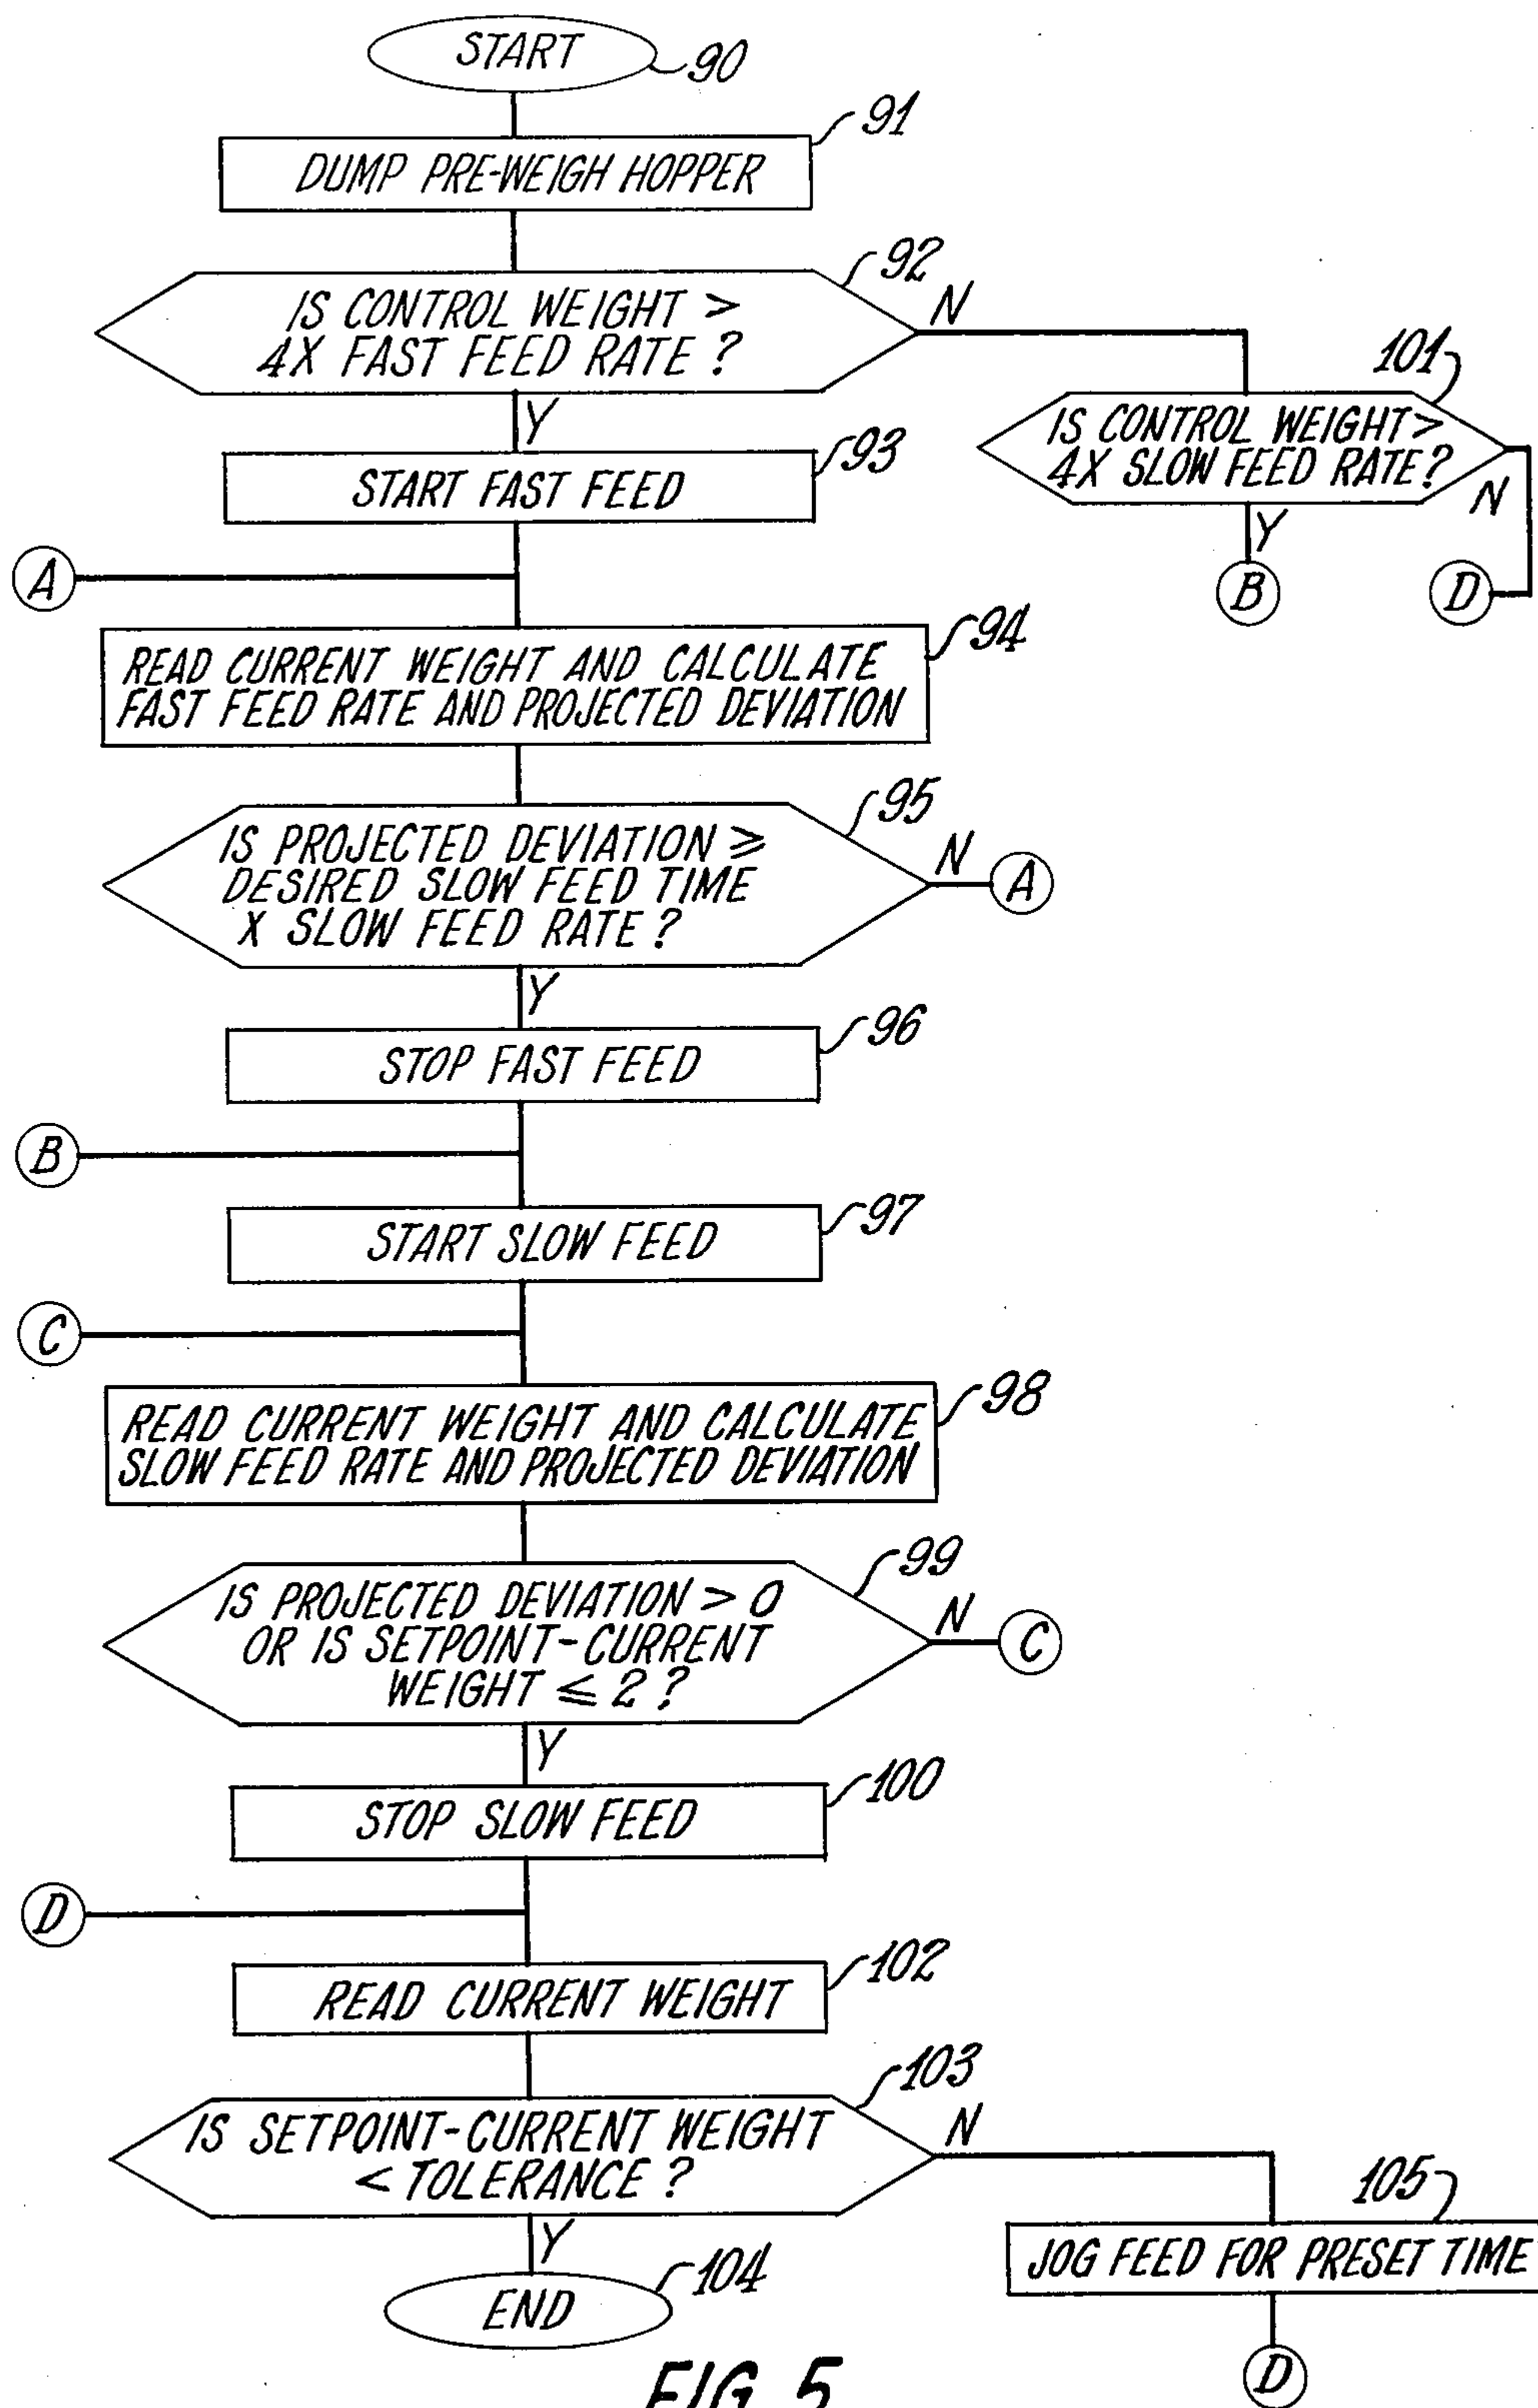 START
90
91
DUMP PRE-WEIGH HOPPER
92
IS CONTROL WEIGHT >
4X FAST FEED RATE ?
N
Y
101
IS CONTROL WEIGHT >
4X SLOW FEED RATE?
N
Y
B
D
93
START FAST FEED
A
94
READ CURRENT WEIGHT AND CALCULATE
FAST FEED RATE AND PROJECTED DEVIATION
95
IS PROJECTED DEVIATION ≥
DESIRED SLOW FEED TIME
X SLOW FEED RATE ?
N
A
Y
96
STOP FAST FEED
B
97
START SLOW FEED
C
98
READ CURRENT WEIGHT AND CALCULATE
SLOW FEED RATE AND PROJECTED DEVIATION
99
IS PROJECTED DEVIATION > 0
OR IS SETPOINT-CURRENT
WEIGHT ≤ 2 ?
N
C
Y
100
STOP SLOW FEED
D
102
READ CURRENT WEIGHT
103
IS SETPOINT-CURRENT WEIGHT
< TOLERANCE ?
N
Y
104
END
105
JOG FEED FOR PRESET TIME
D
FIG. 5